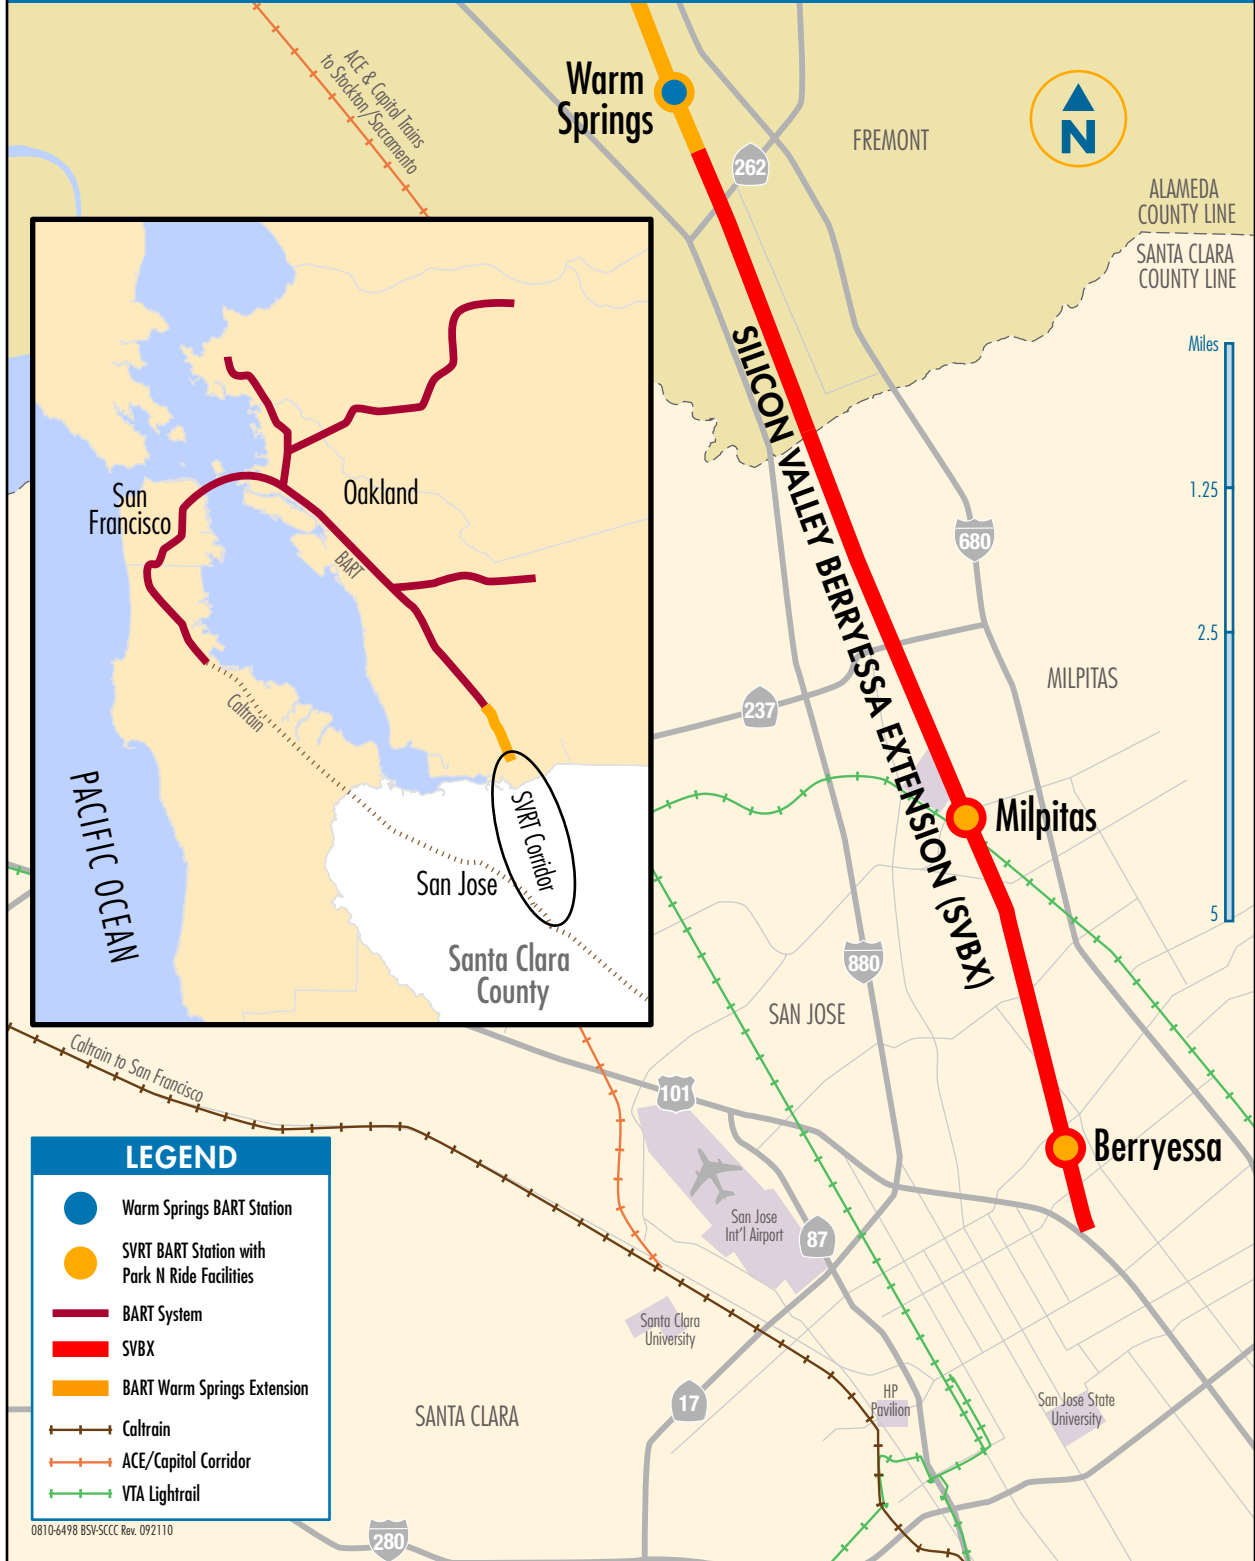 ACE & Capitol Trains
to Stockton/Sacramento
Warm
Springs
262
FREMONT
N
ALAMEDA
COUNTY LINE
SANTA CLARA
COUNTY LINE
Miles
1.25
2.5
5
SILICON VALLEY BERRYESSA EXTENSION (SVBX)
680
237
MILPITAS
Milpitas
880
SAN JOSE
Berryessa
San
Francisco
Oakland
BART
Caltrain
PACIFIC OCEAN
SVRT Corridor
San Jose
Santa Clara
County
Caltrain to San Francisco
101
San Jose
Int'l Airport
87
Santa Clara
University
17
HP
Pavilion
San Jose State
University
SANTA CLARA
280
LEGEND
Warm Springs BART Station
SVRT BART Station with
Park N Ride Facilities
BART System
SVBX
BART Warm Springs Extension
Caltrain
ACE/Capitol Corridor
VTA Lightrail
0810-6498 BSV-SCCC Rev. 092110